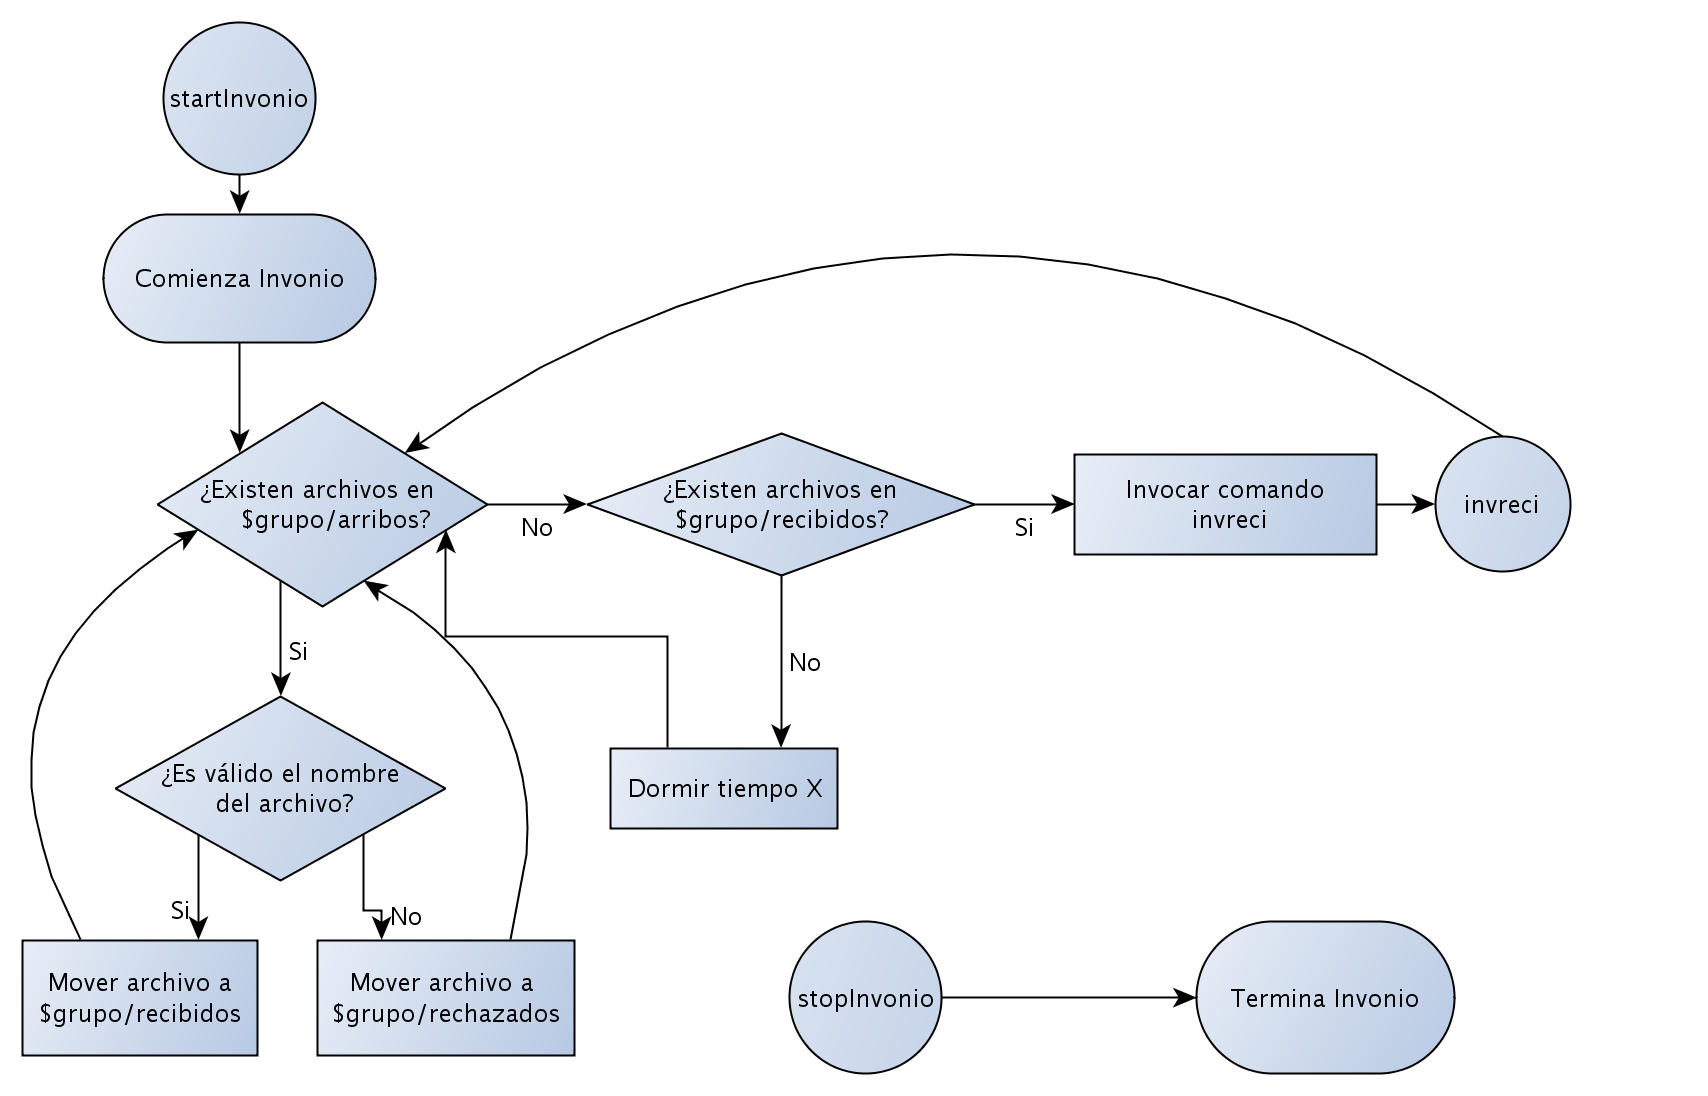 startInvonio
Comienza Invonio
¿Existen archivos en
$grupo/arribos?
No
¿Existen archivos en
$grupo/recibidos?
Si
Invocar comando
invreci
invreci
Si
No
¿Es válido el nombre
del archivo?
Dormir tiempo X
Si
No
Mover archivo a
$grupo/recibidos
Mover archivo a
$grupo/rechazados
stopInvonio
Termina Invonio